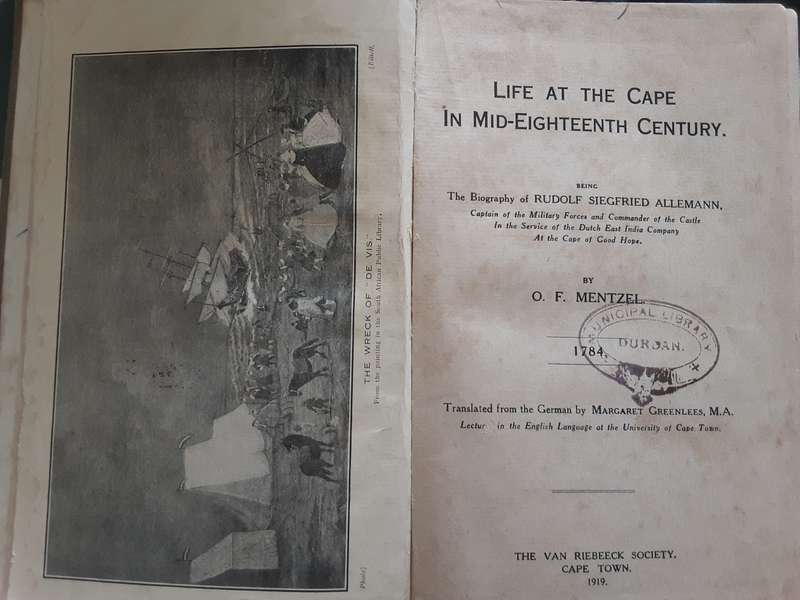 Photo]
[Elliott.
THE WRECK OF "DE VIS."
From the painting in the South African Public Library.
LIFE AT THE CAPE
IN MID-EIGHTEENTH CENTURY.
BEING
The Biography of RUDOLF SIEGFRIED ALLEMANN,
Captain of the Military Forces and Commander of the Castle
In the Service of the Dutch East India Company
At the Cape of Good Hope.
BY
O. F. MENTZEL.
MUNICIPAL LIBRARY
DURBAN.
1784.
Translated from the German by MARGARET GREENLEES, M.A.
Lectur in the English Language at the University of Cape Town.
THE VAN RIEBEECK SOCIETY,
CAPE TOWN.
1919.